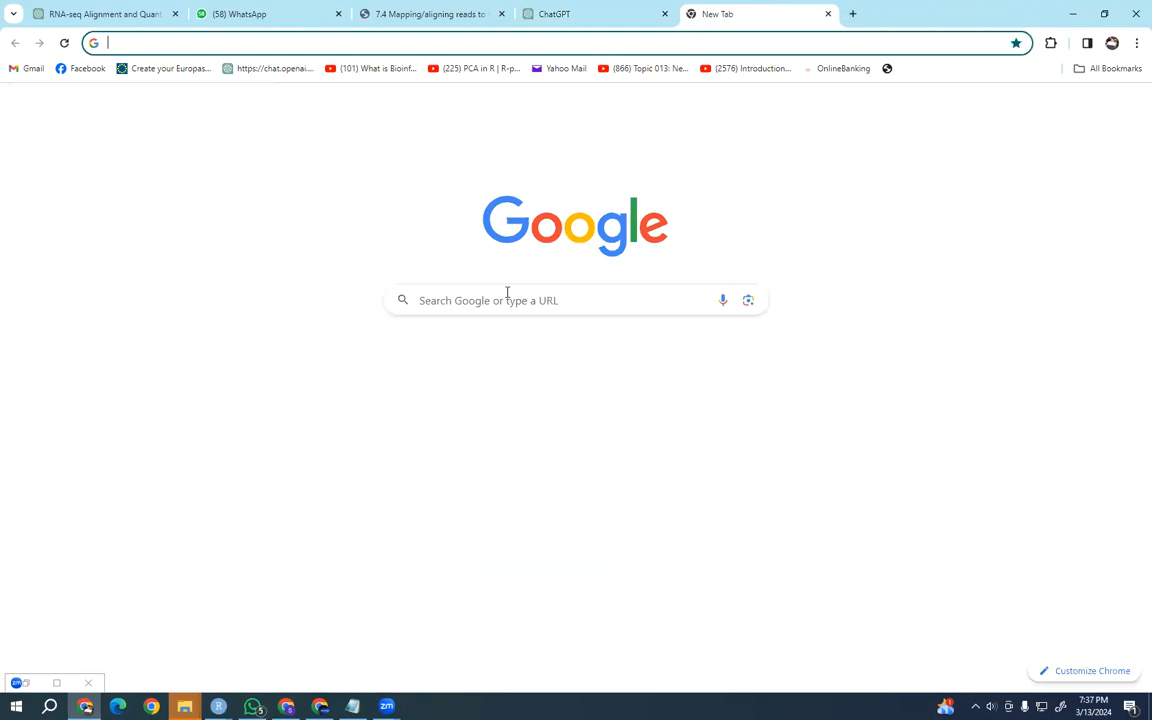 RNA-seq Alignment and Quant
(58) WhatsApp
7.4 Mapping/aligning reads to
ChatGPT
New Tab
Gmail
Facebook
Create your Europas...
https://chat.openai....
(101) What is Bioinf...
(225) PCA in R | R-p...
Yahoo Mail
(866) Topic 013: Ne...
(2576) Introduction...
OnlineBanking
All Bookmarks
Google
Search Google or type a URL
Customize Chrome
zm
7:37 PM
3/13/2024